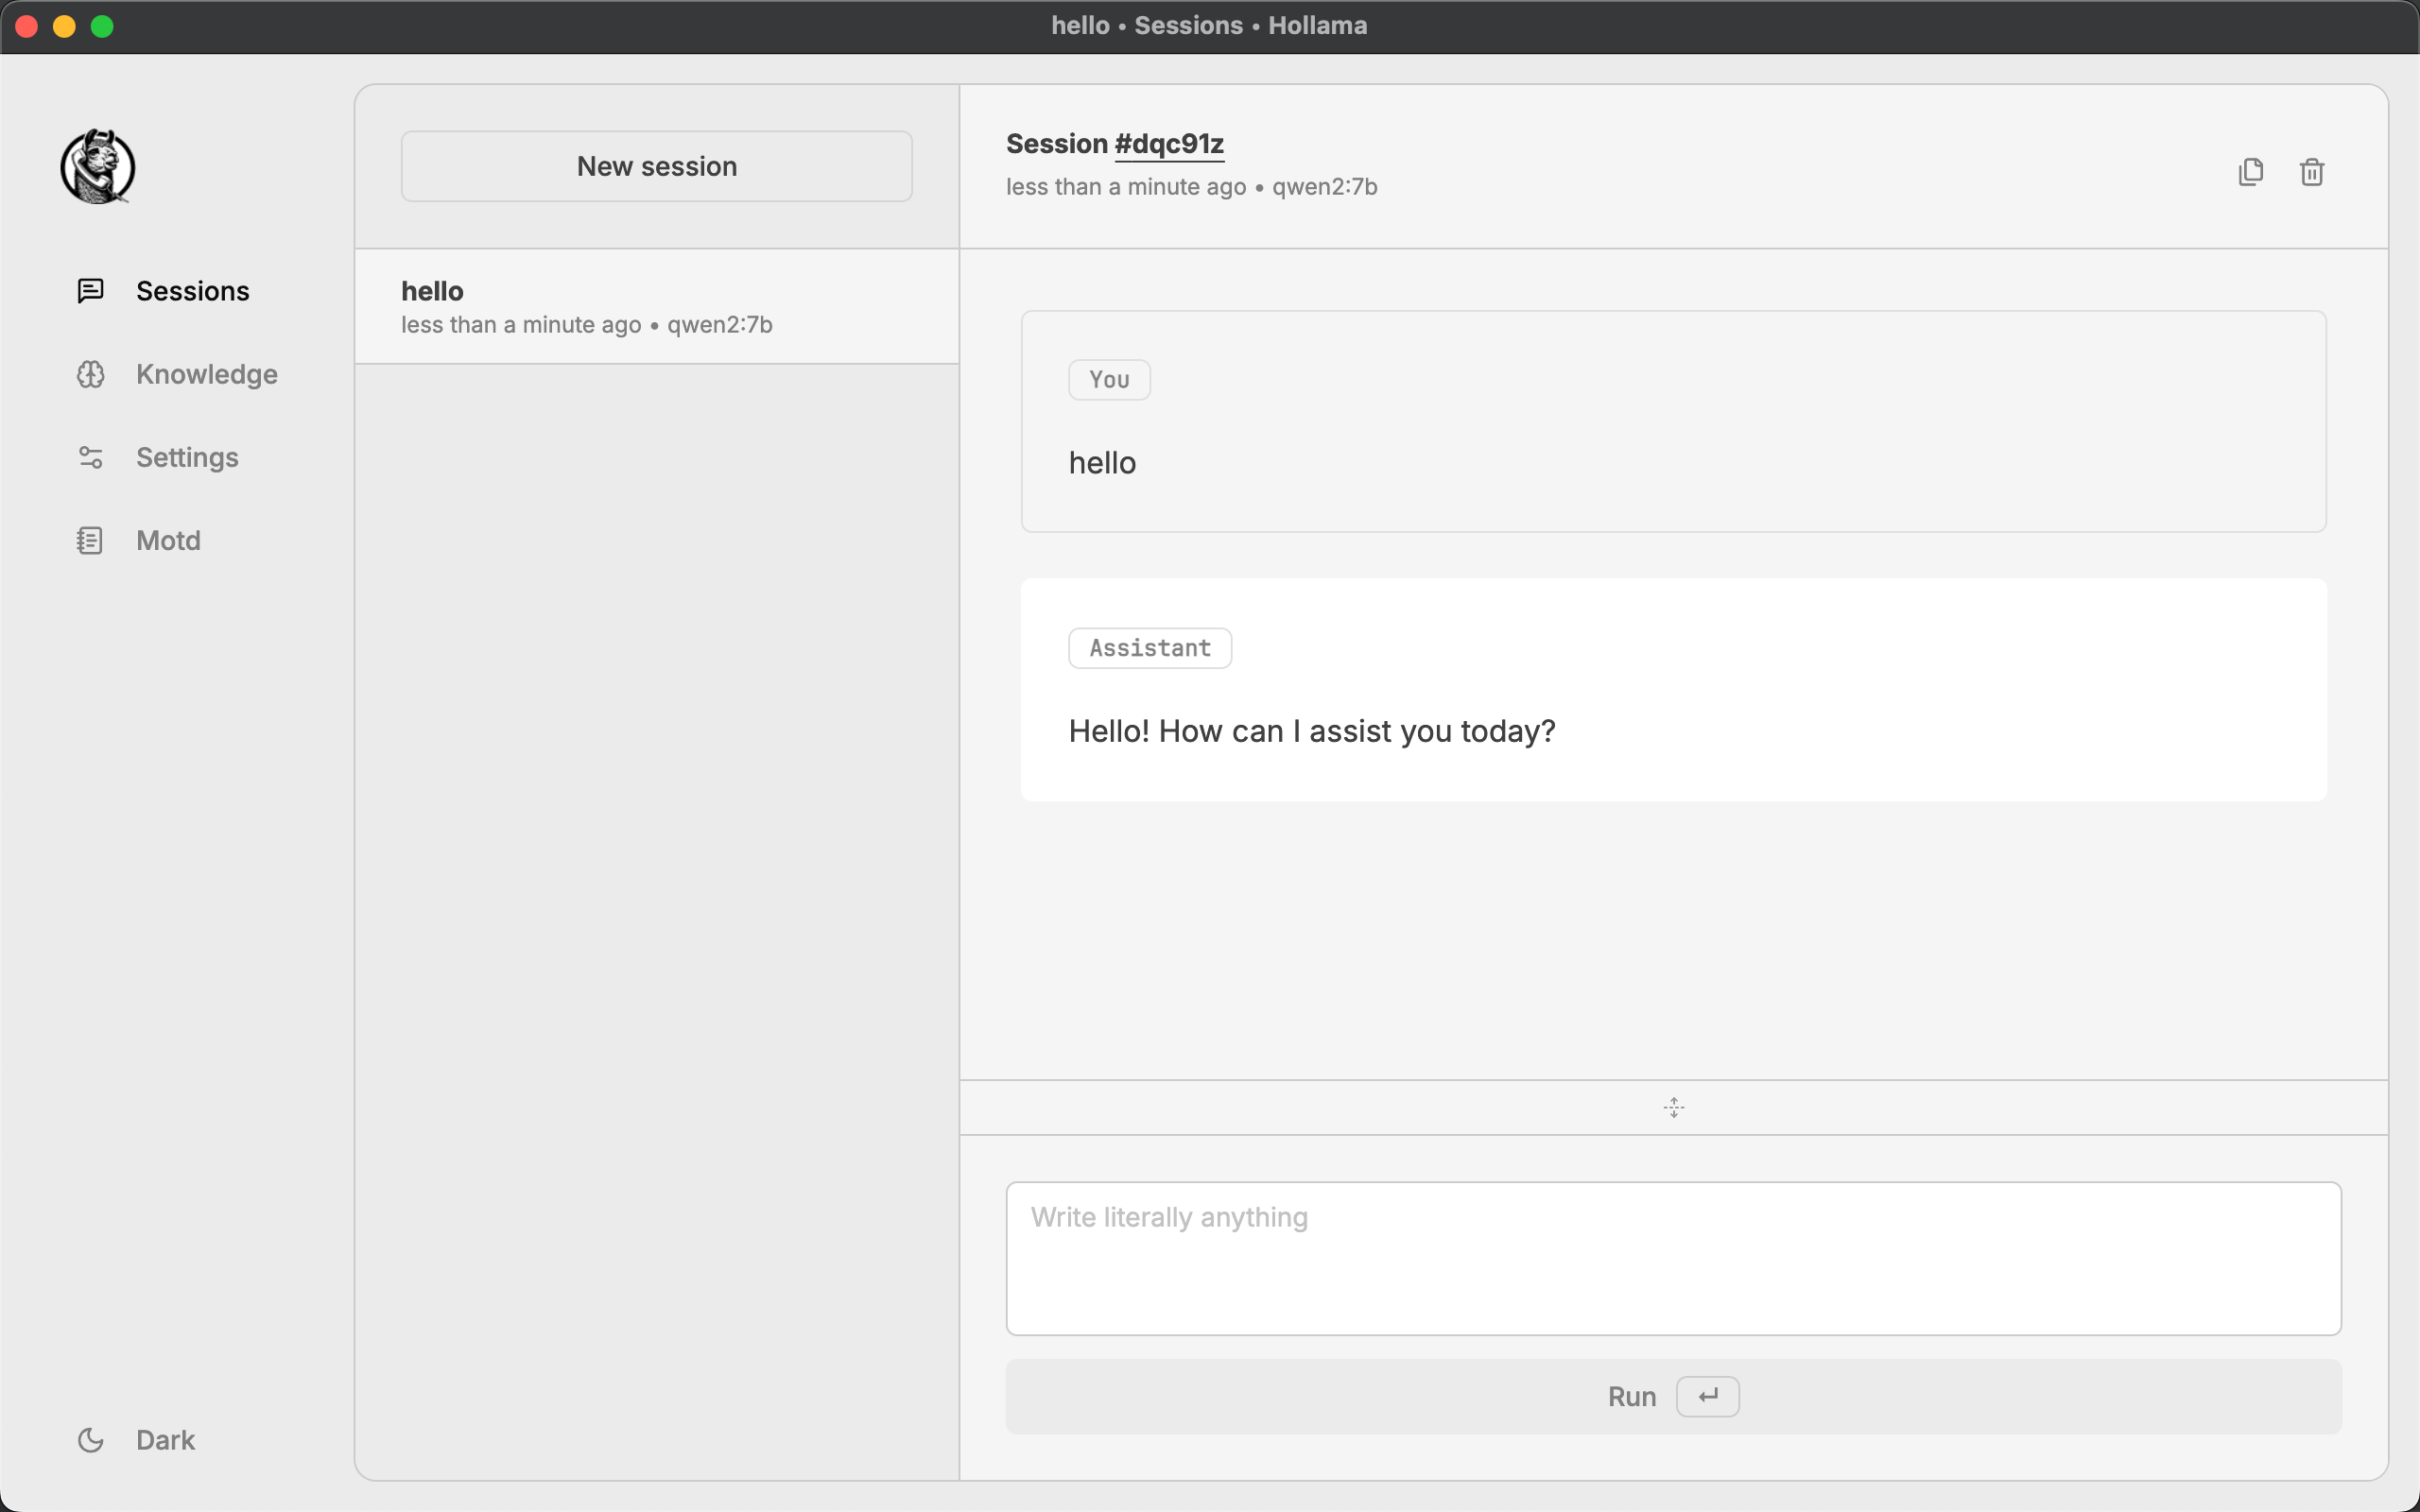 hello • Sessions • Hollama
Sessions
Knowledge
Settings
Motd
Dark
New session
hello
less than a minute ago • qwen2:7b
Session #dqc91z
less than a minute ago • qwen2:7b
You
hello
Assistant
Hello! How can I assist you today?
Write literally anything
Run